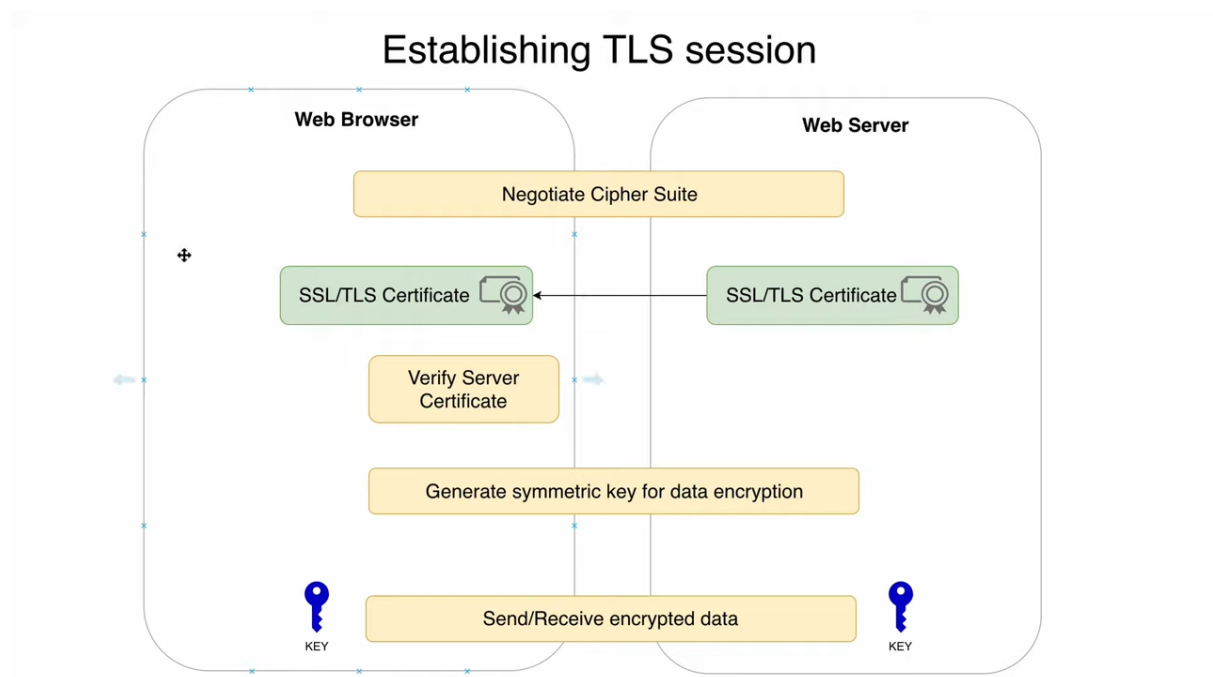 Establishing TLS session
Web Browser
Web Server
Negotiate Cipher Suite
SSL/TLS Certificate
SSL/TLS Certificate
Verify Server
Certificate
Generate symmetric key for data encryption
Send/Receive encrypted data
KEY
KEY